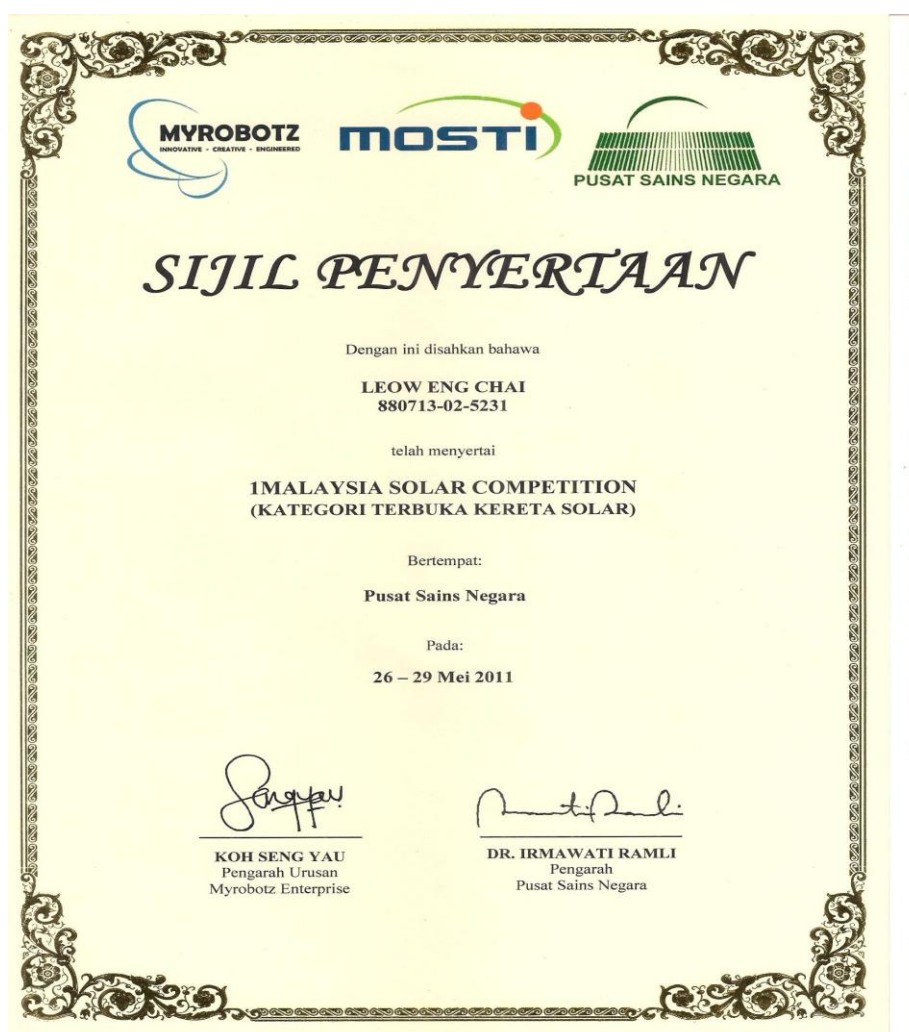 MYROBOTZ
INNOVATIVE - CREATIVE - ENGINEERED
MOSTI
PUSAT SAINS NEGARA
SIJIL PENYERTAAN
Dengan ini disahkan bahawa
LEOW ENG CHAI
880713-02-5231
telah menyertai
1MALAYSIA SOLAR COMPETITION
(KATEGORI TERBUKA KERETA SOLAR)
Bertempat:
Pusat Sains Negara
Pada:
26 – 29 Mei 2011
KOH SENG YAU
Pengarah Urusan
Myrobotz Enterprise
DR. IRMAWATI RAMLI
Pengarah
Pusat Sains Negara